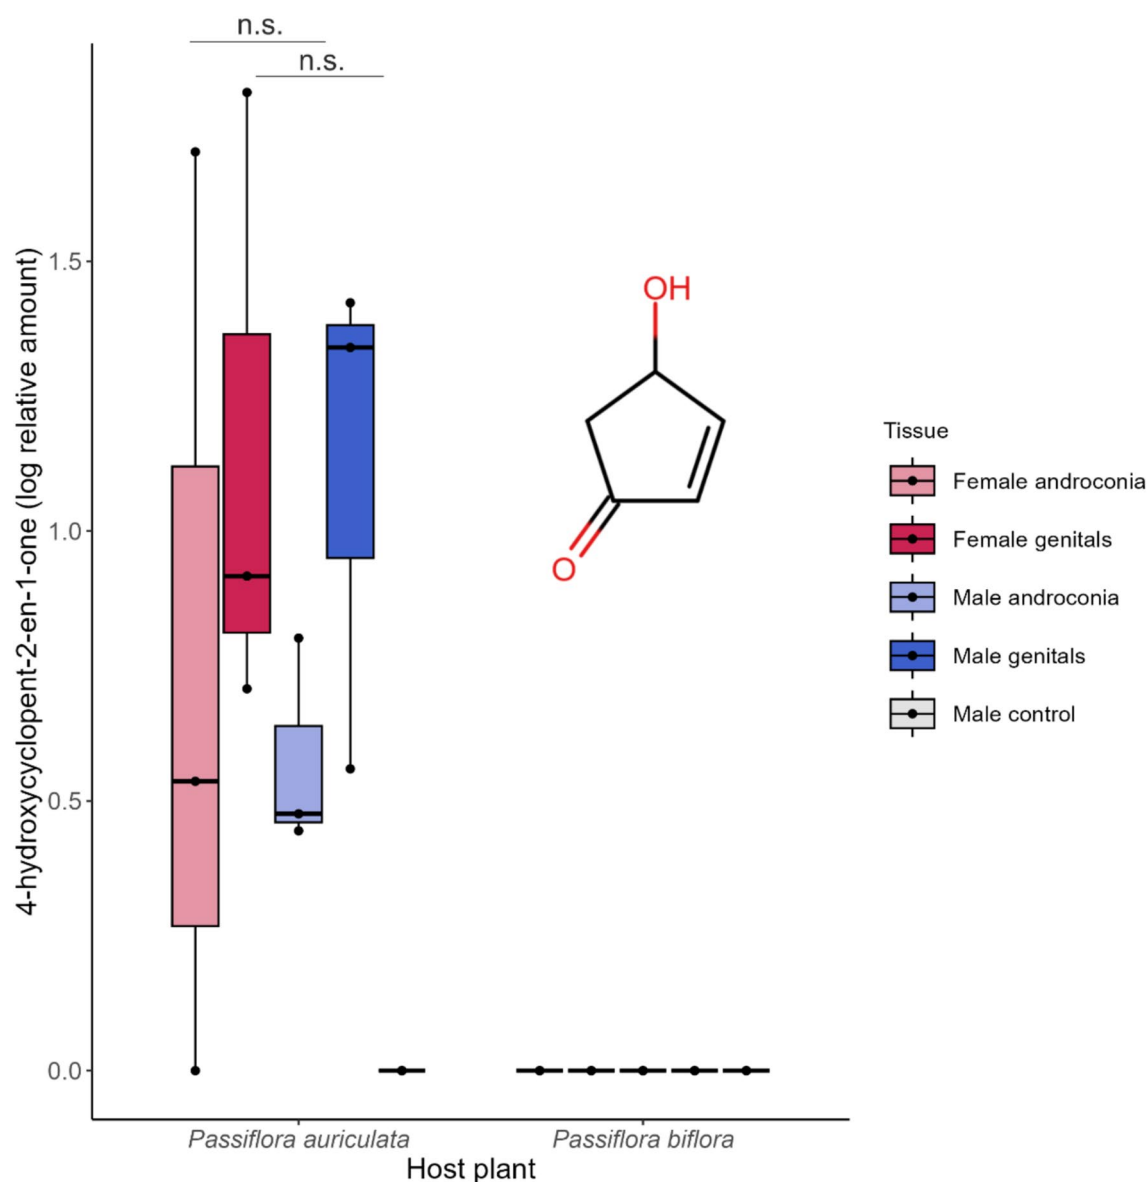 n.s.
n.s.
4-hydroxycyclopent-2-en-1-one (log relative amount)
1.5
1.0
0.5
0.0
OH
O
Tissue
Female androconia
Female genitals
Male androconia
Male genitals
Male control
Passiflora auriculata
Passiflora biflora
Host plant